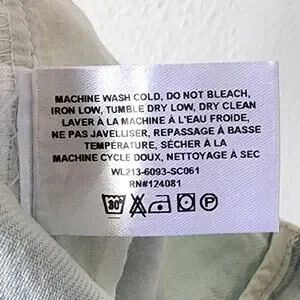 MACHINE WASH COLD, DO NOT BLEACH,
IRON LOW, TUMBLE DRY LOW, DRY CLEAN
LAVER À LA MACHINE A L'EAU FROIDE,
NE PAS JAVELLISER, REPASSAGE À BASSE
TEMPÉRATURE, SÉCHER À LA
MACHINE CYCLE DOUX, NETTOYAGE À SEC
WL213-6093-SC061
RN#124081
30° P